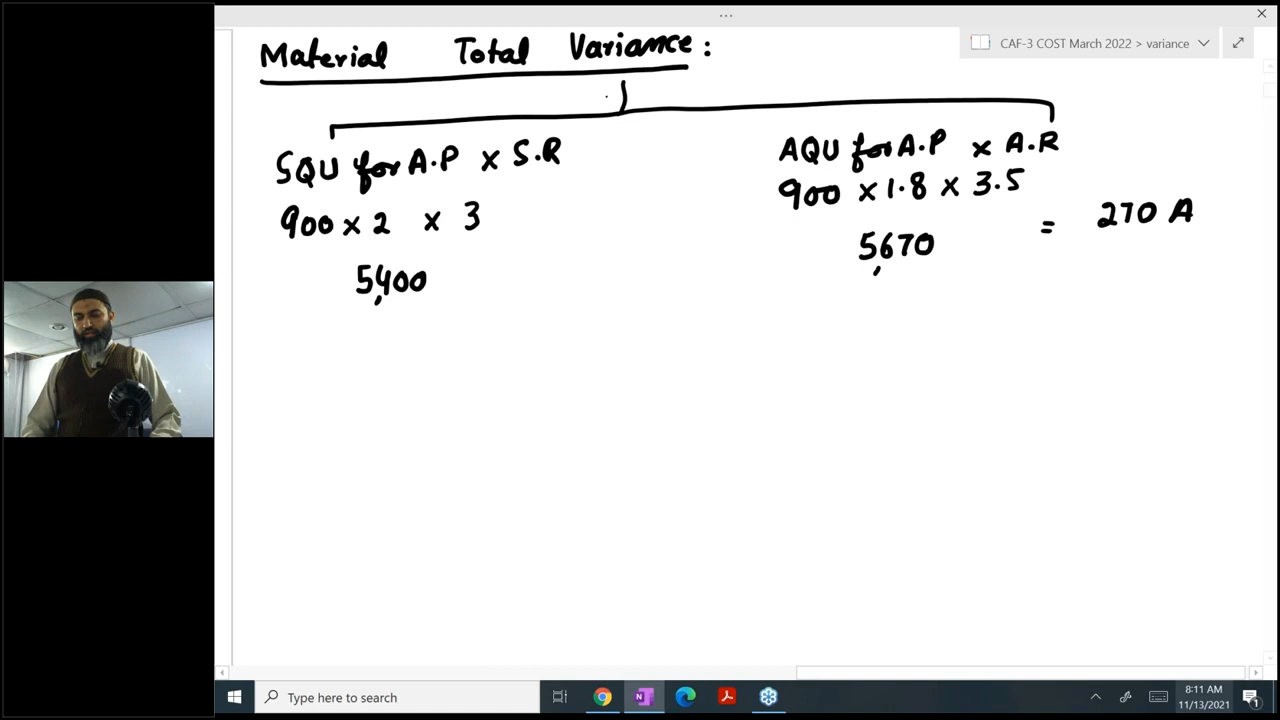 CAF-3 COST March 2022 > variance
Material Total Variance:
SQU for A.P x S.R
900 x 2 x 3
5,400
AQU for A.P x A.R
900 x 1.8 x 3.5
5,670
= 270 A
Type here to search
8:11 AM
11/13/2021
1